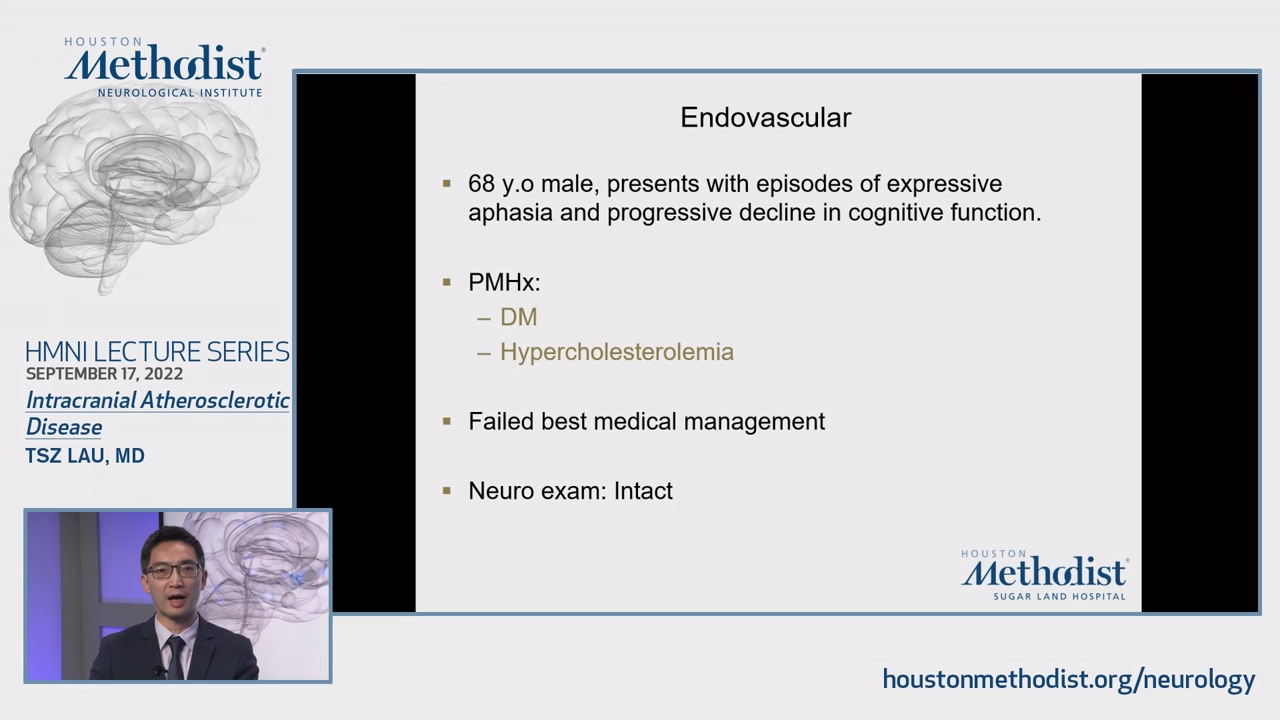 HOUSTON
Methodist®
NEUROLOGICAL INSTITUTE
HMNI LECTURE SERIES
SEPTEMBER 17, 2022
Intracranial Atherosclerotic
Disease
TSZ LAU, MD
Endovascular
▪ 68 y.o male, presents with episodes of expressive
aphasia and progressive decline in cognitive function.
▪ PMHx:
– DM
– Hypercholesterolemia
▪ Failed best medical management
▪ Neuro exam: Intact
HOUSTON
Methodist®
SUGAR LAND HOSPITAL
houstonmethodist.org/neurology